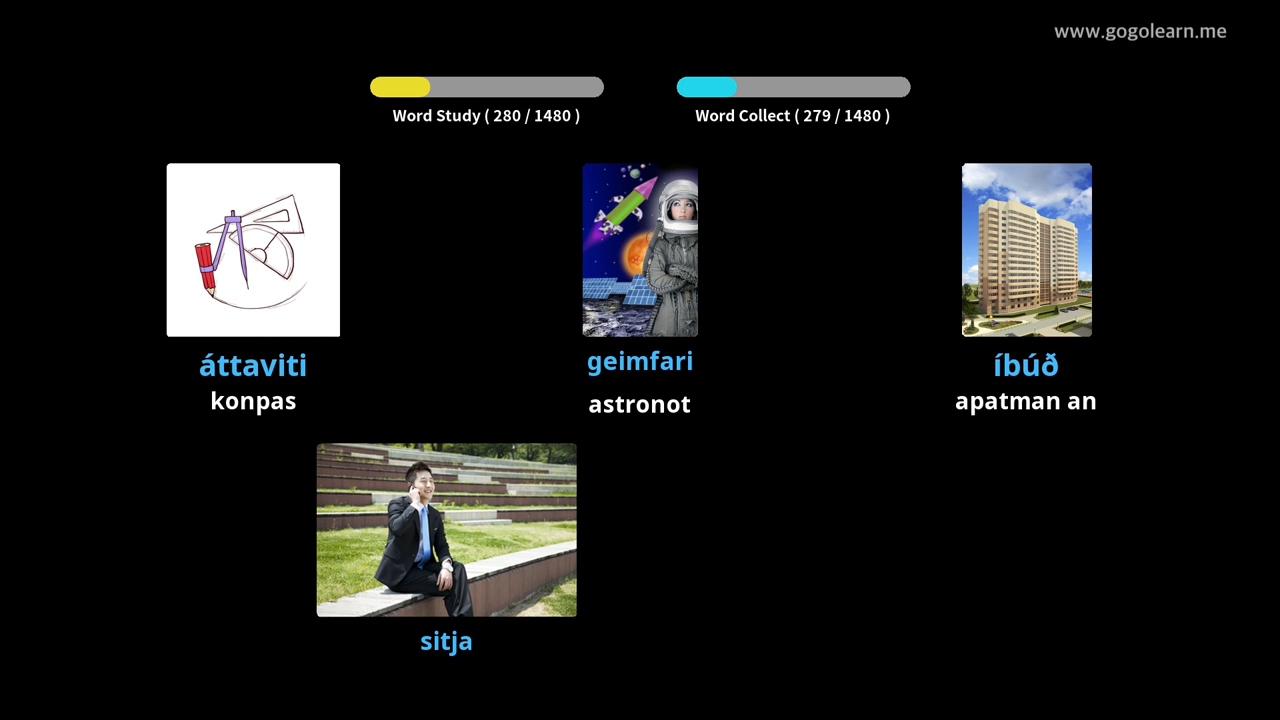 www.gogolearn.me
Word Study ( 280 / 1480 )
Word Collect ( 279 / 1480 )
áttaviti
konpas
geimfari
astronot
íbúð
apatman an
sitja